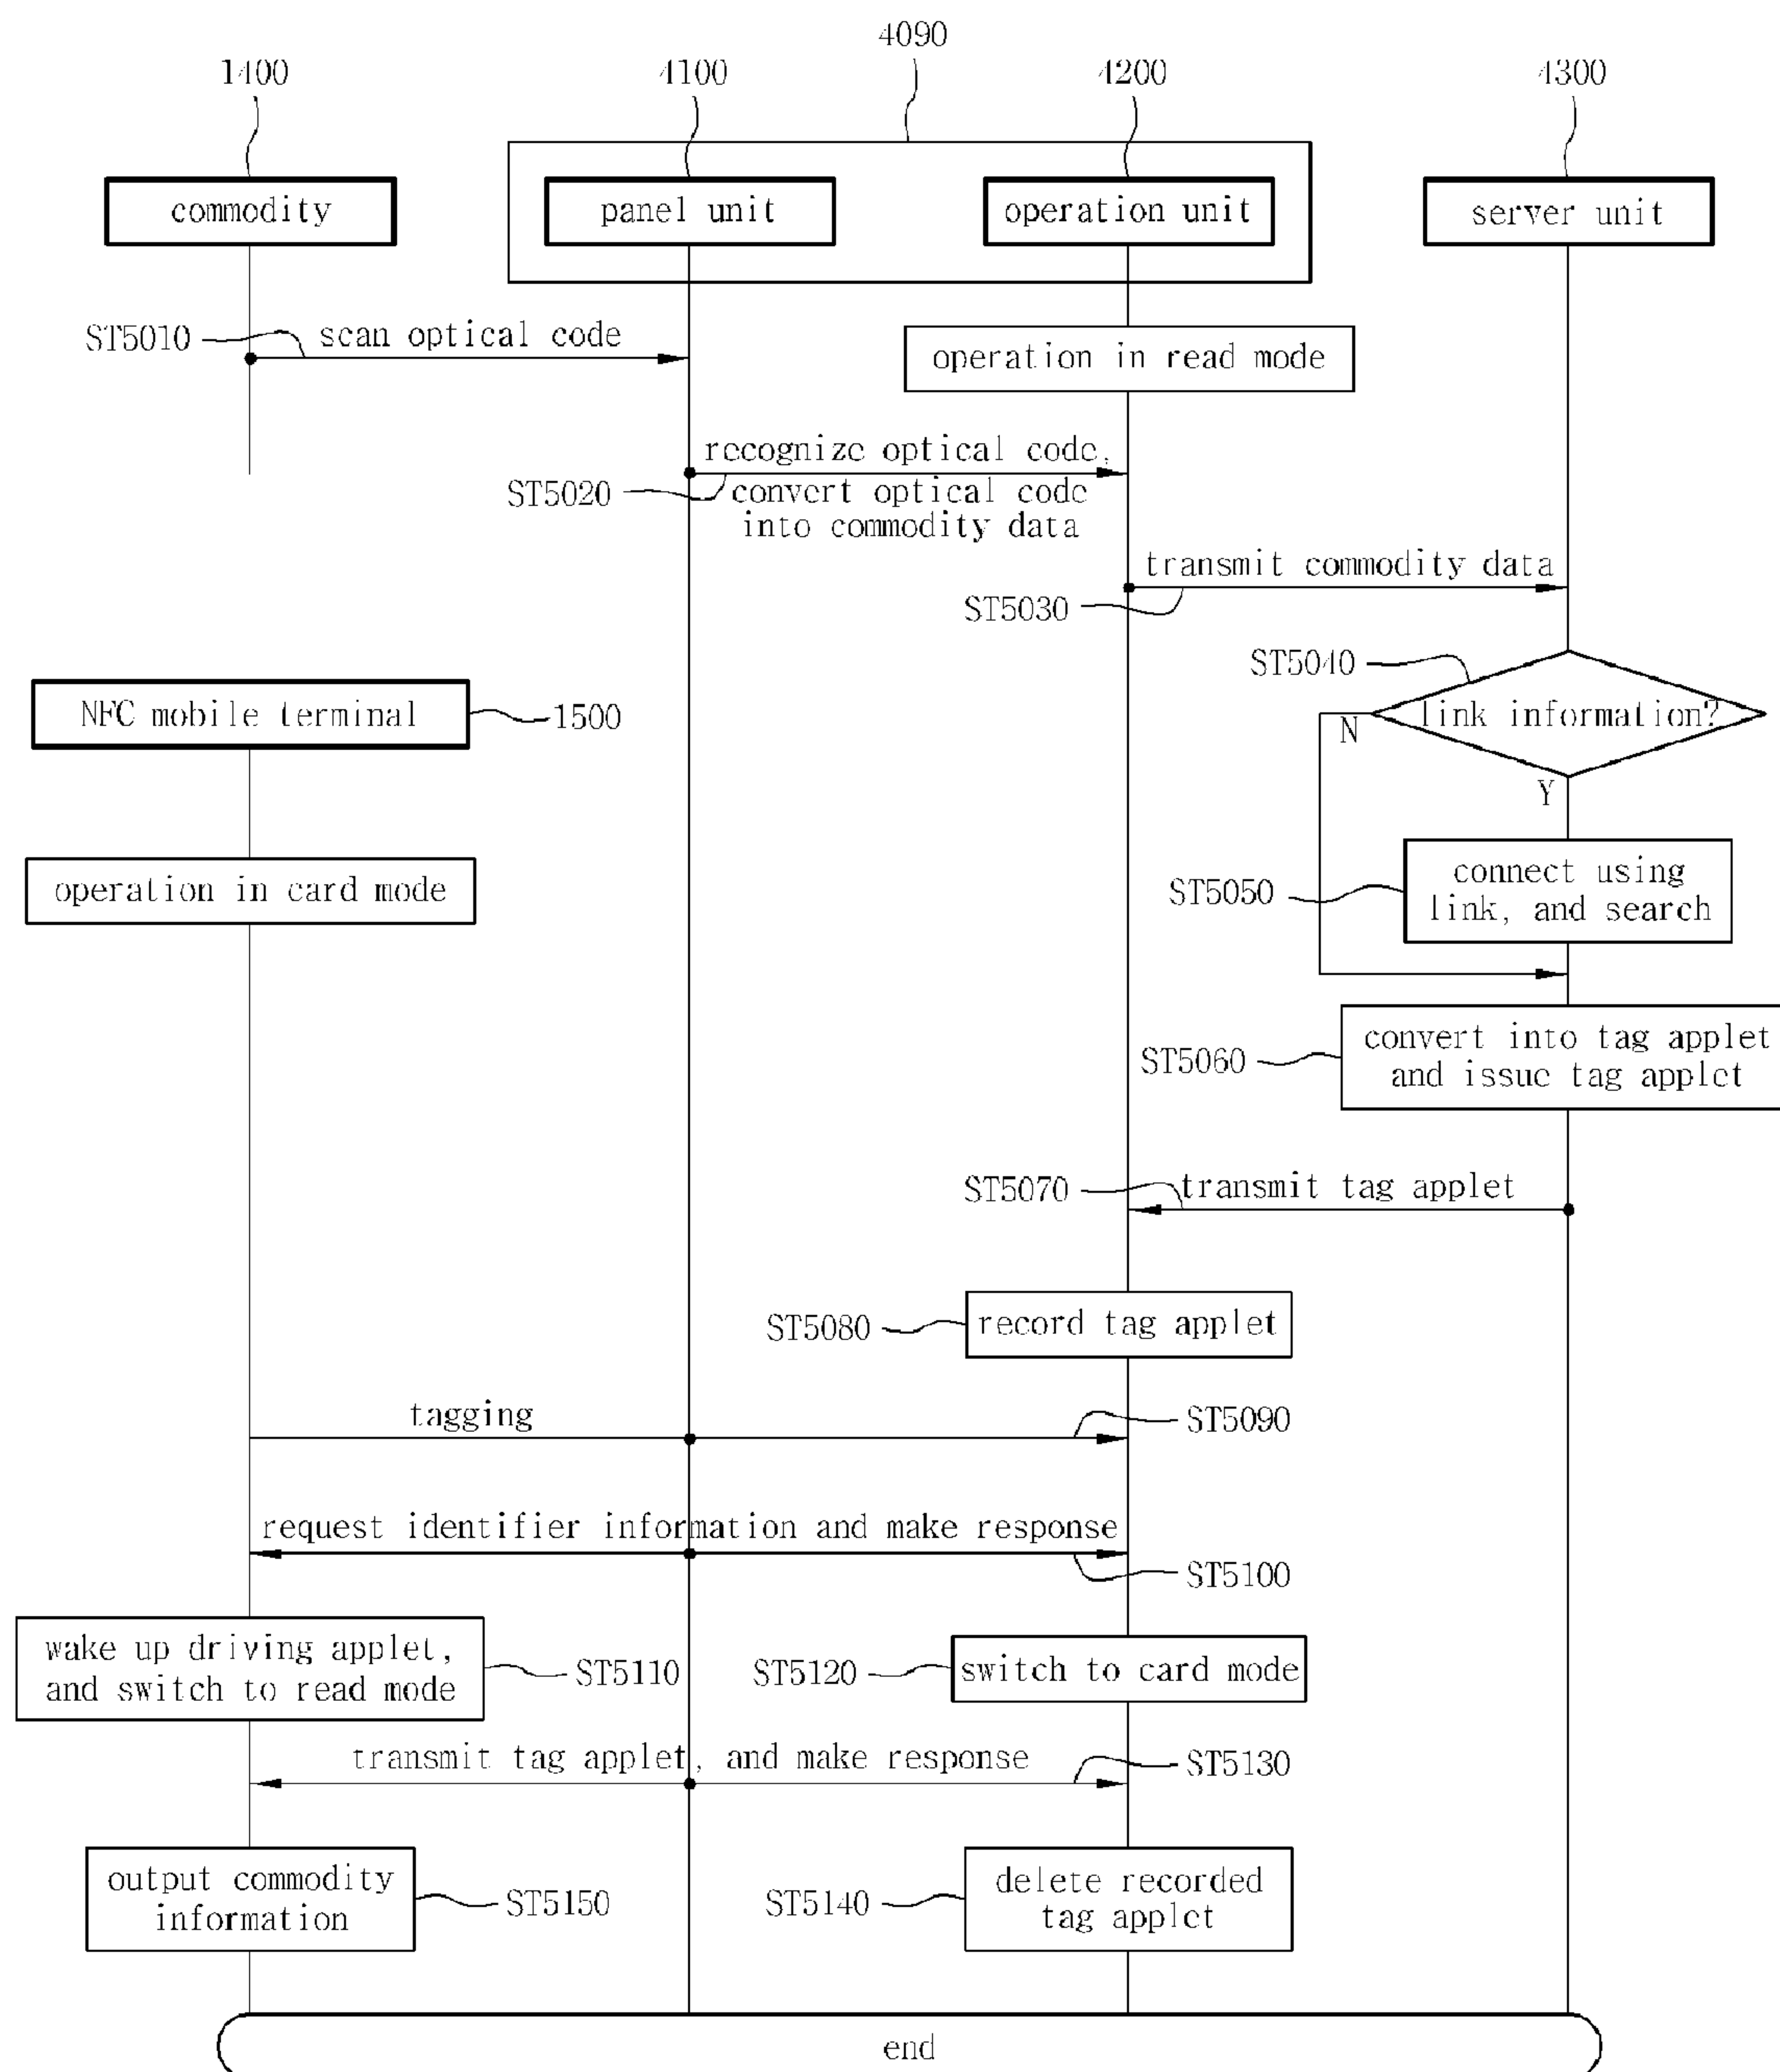 4090
1400
4100
4200
4300
commodity
panel unit
operation unit
server unit
ST5010
scan optical code
operation in read mode
recognize optical code,
ST5020
convert optical code
into commodity data
transmit commodity data
ST5030
ST5040
link information?
N
Y
NFC mobile terminal
1500
operation in card mode
ST5050
connect using
link, and search
ST5060
convert into tag applet
and issue tag applet
ST5070
transmit tag applet
ST5080
record tag applet
tagging
ST5090
request identifier information and make response
ST5100
wake up driving applet,
and switch to read mode
ST5110
ST5120
switch to card mode
transmit tag applet, and make response
ST5130
output commodity
information
ST5150
ST5140
delete recorded
tag applet
end